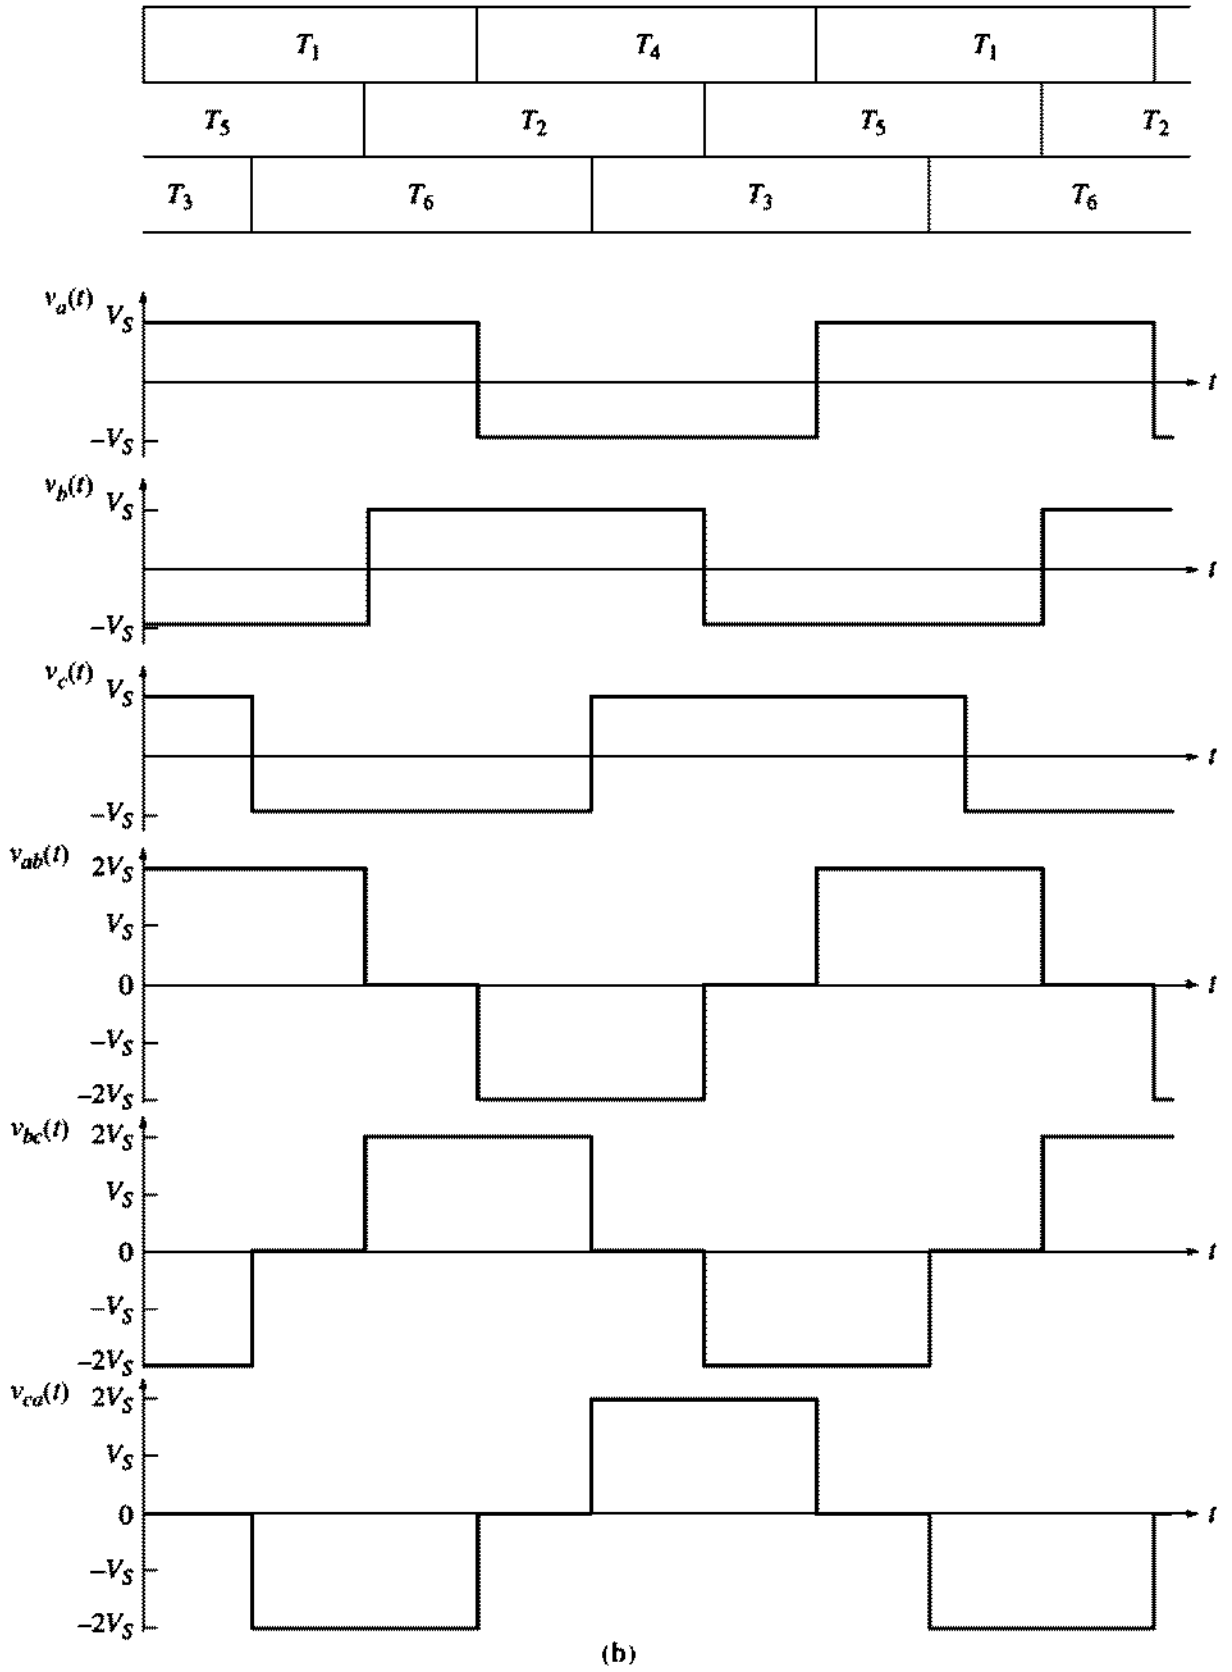 T1 T4 T1
T5 T2 T5 T2
T3 T6 T3 T6
va(t)
VS
t
–VS
vb(t)
VS
t
–VS
vc(t)
VS
t
–VS
vab(t)
2VS
VS
0
t
–VS
–2VS
vbc(t)
2VS
VS
0
t
–VS
–2VS
vca(t)
2VS
VS
0
t
–VS
–2VS
(b)